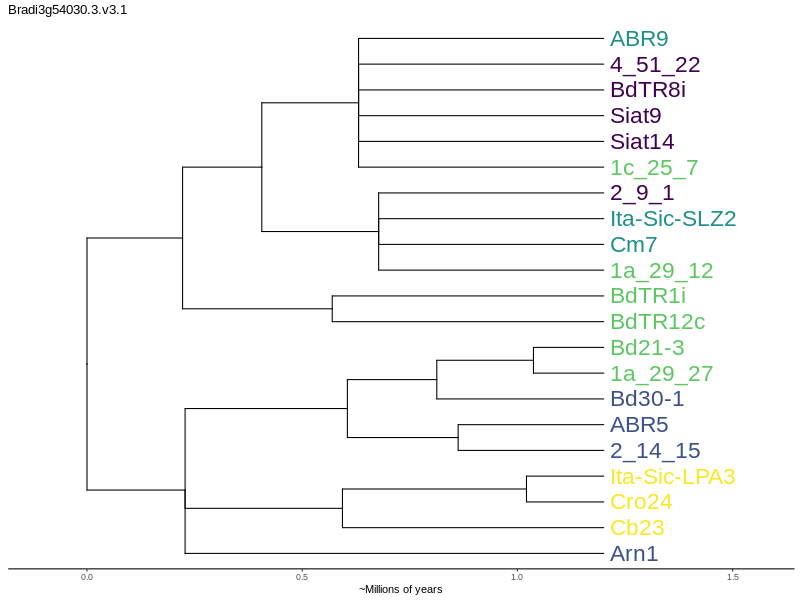 Bradi3g54030.3.v3.1
ABR9
4_51_22
BdTR8i
Siat9
Siat14
1c_25_7
2_9_1
Ita-Sic-SLZ2
Cm7
1a_29_12
BdTR1i
BdTR12c
Bd21-3
1a_29_27
Bd30-1
ABR5
2_14_15
Ita-Sic-LPA3
Cro24
Cb23
Arn1
0.0 0.5 1.0 1.5
~Millions of years